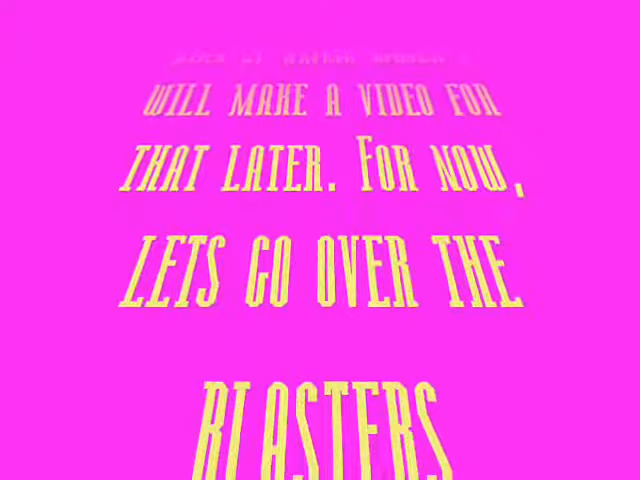 WILL MAKE A VIDEO FOR
THAT LATER. FOR NOW,
LETS GO OVER THE
BLASTERS